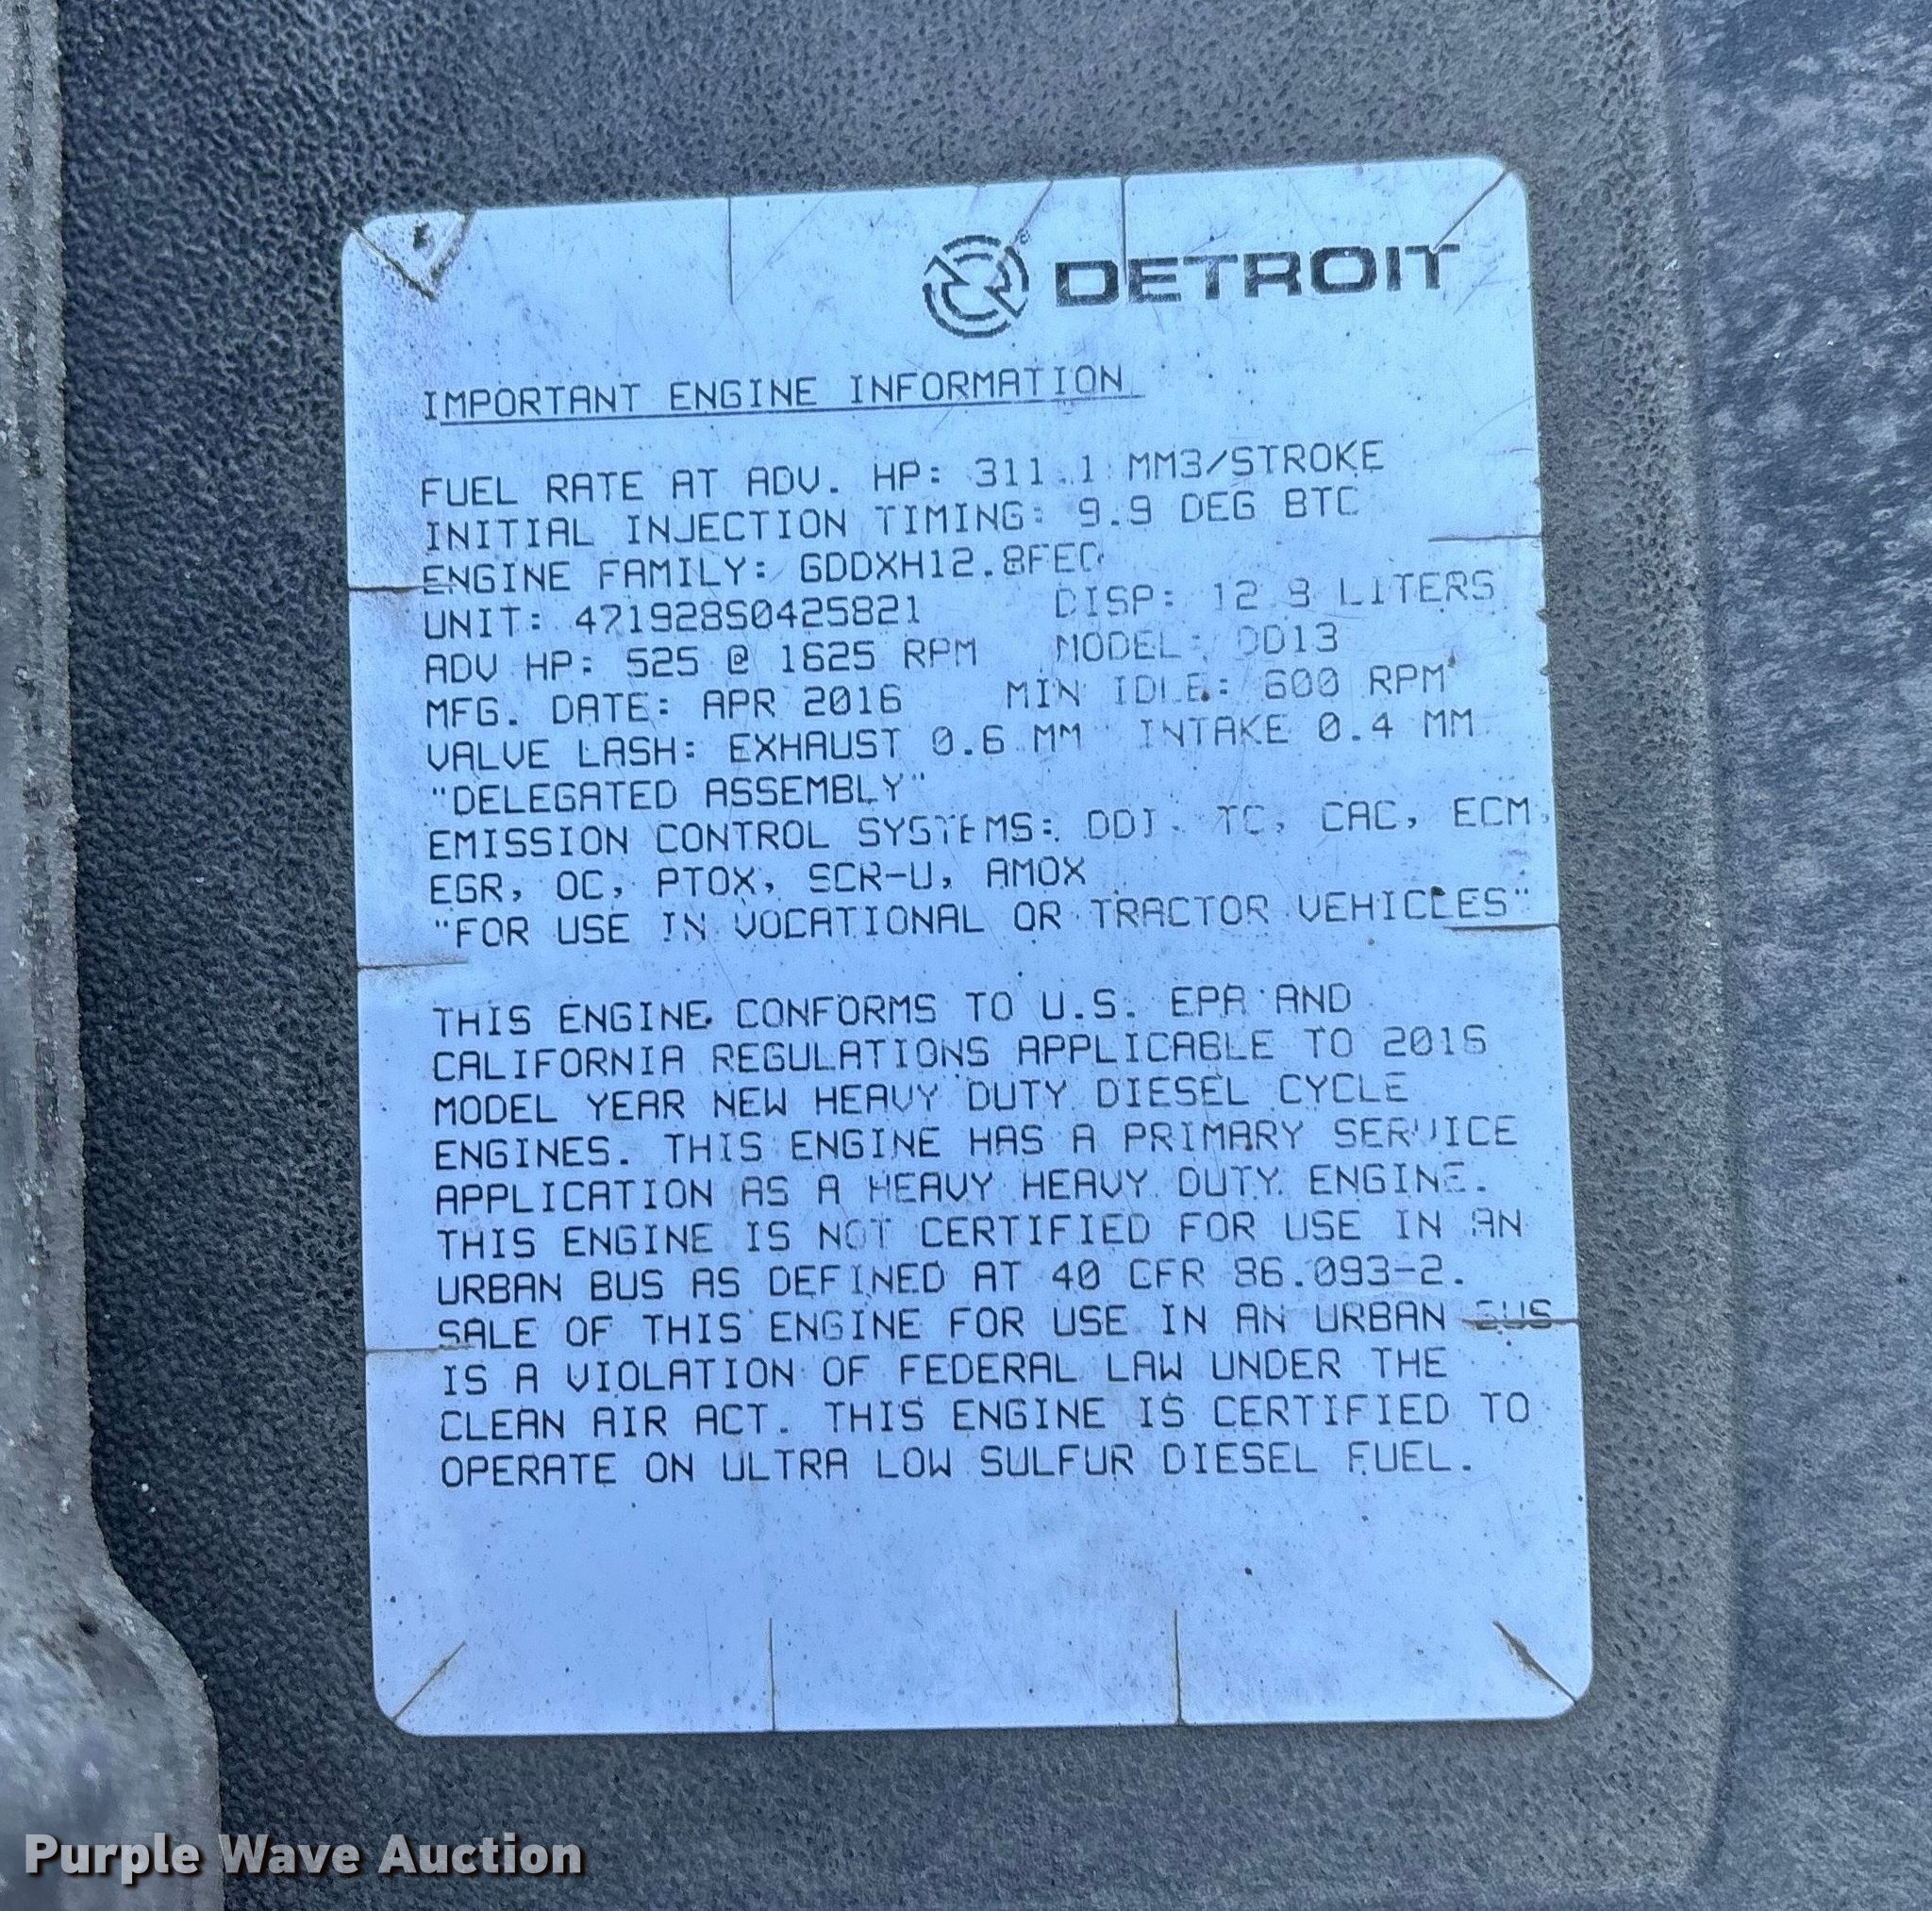 DETROIT
IMPORTANT ENGINE INFORMATION
FUEL RATE AT ADV. HP: 311.1 MM3/STROKE
INITIAL INJECTION TIMING: 9.9 DEG BTC
ENGINE FAMILY: GDDXH12.8FED
UNIT: 471928S0425821 DISP: 12.8 LITERS
ADV HP: 525 @ 1625 RPM MODEL: DD13
MFG. DATE: APR 2016 MIN IDLE: 600 RPM
VALVE LASH: EXHAUST 0.6 MM INTAKE 0.4 MM
"DELEGATED ASSEMBLY"
EMISSION CONTROL SYSTEMS: DDI, TC, CAC, ECM,
EGR, OC, PTOX, SCR-U, AMOX
"FOR USE IN VOCATIONAL OR TRACTOR VEHICLES"
THIS ENGINE CONFORMS TO U.S. EPA AND
CALIFORNIA REGULATIONS APPLICABLE TO 2016
MODEL YEAR NEW HEAVY DUTY DIESEL CYCLE
ENGINES. THIS ENGINE HAS A PRIMARY SERVICE
APPLICATION AS A HEAVY HEAVY DUTY ENGINE.
THIS ENGINE IS NOT CERTIFIED FOR USE IN AN
URBAN BUS AS DEFINED AT 40 CFR 86.093-2.
SALE OF THIS ENGINE FOR USE IN AN URBAN BUS
IS A VIOLATION OF FEDERAL LAW UNDER THE
CLEAN AIR ACT. THIS ENGINE IS CERTIFIED TO
OPERATE ON ULTRA LOW SULFUR DIESEL FUEL.
Purple Wave Auction